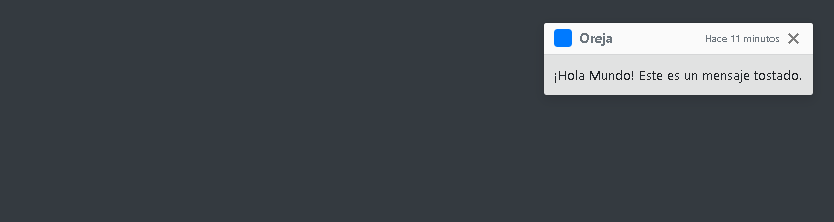 Oreja
Hace 11 minutos
¡Hola Mundo! Este es un mensaje tostado.